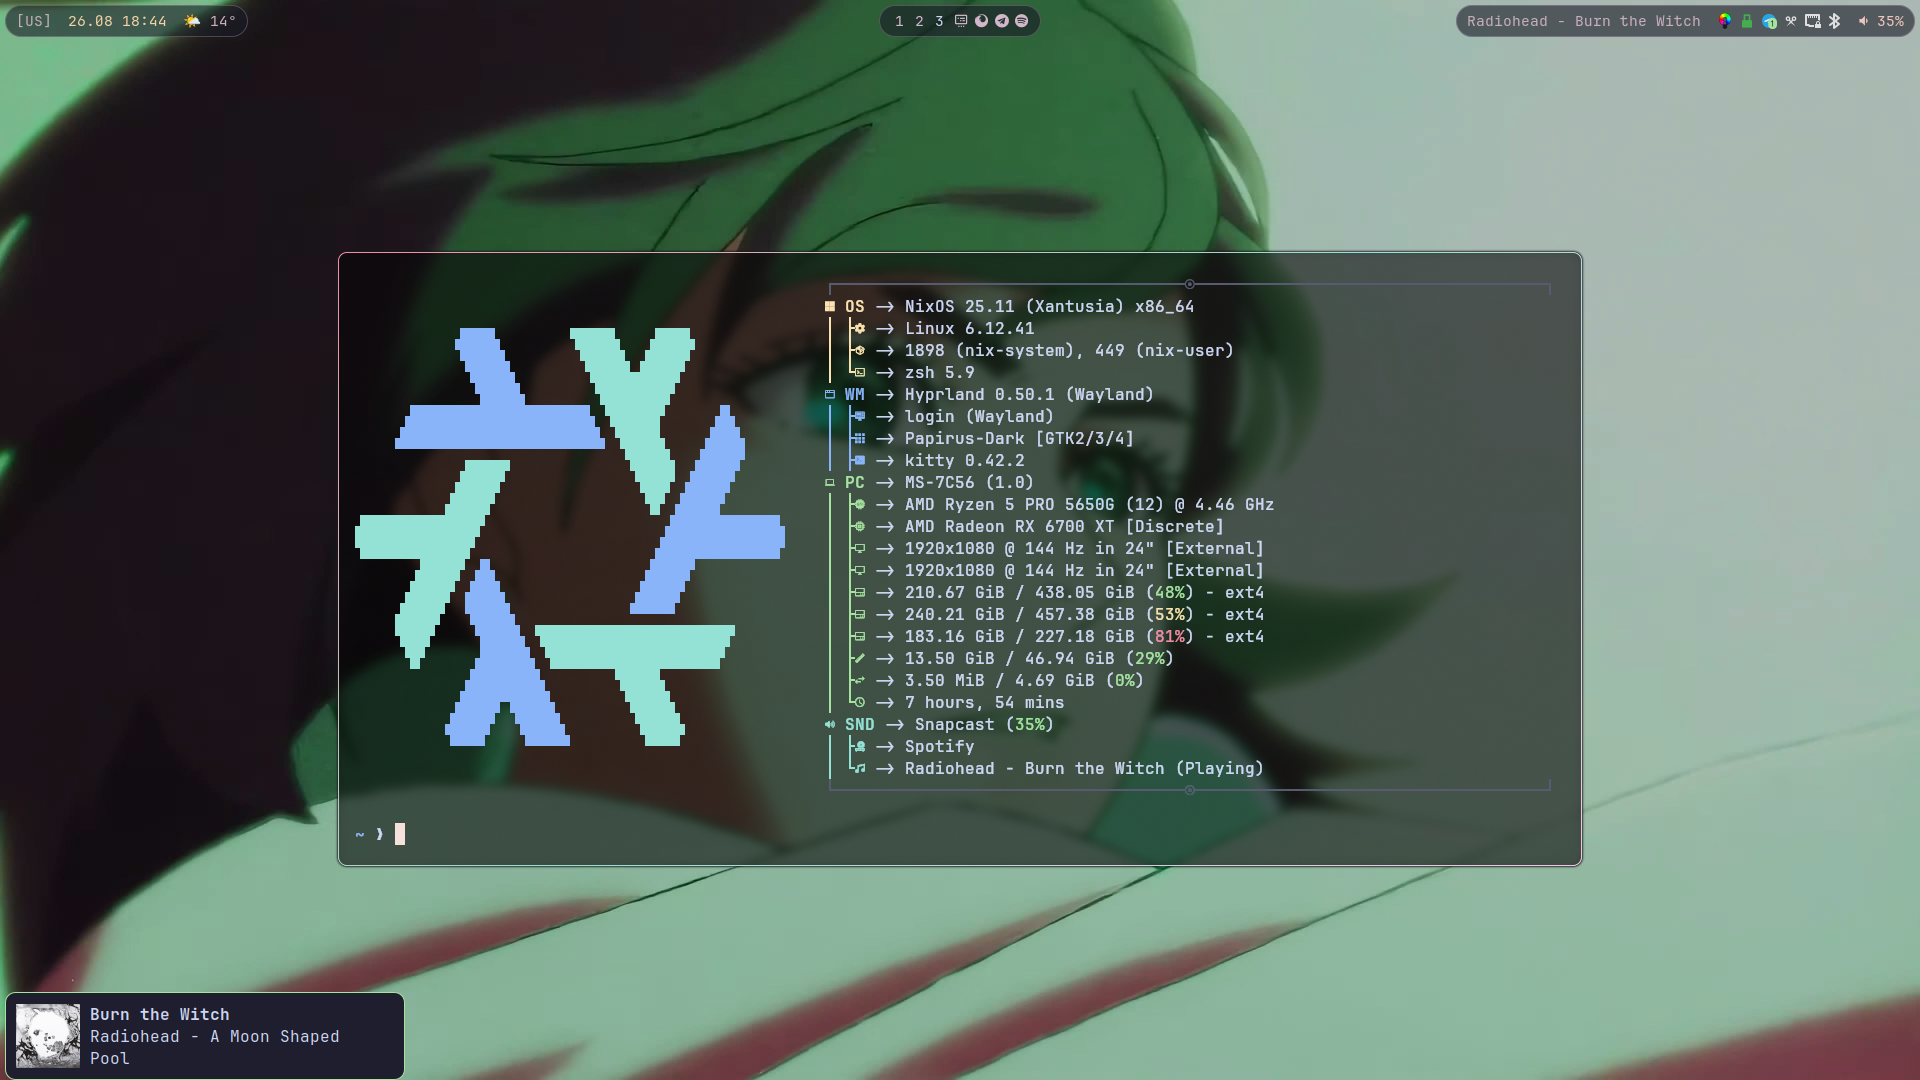 [US] 26.08 18:44 14°
1 2 3
Radiohead - Burn the Witch 1 35%
OS → NixOS 25.11 (Xantusia) x86_64
→ Linux 6.12.41
→ 1898 (nix-system), 449 (nix-user)
→ zsh 5.9
WM → Hyprland 0.50.1 (Wayland)
→ login (Wayland)
→ Papirus-Dark [GTK2/3/4]
→ kitty 0.42.2
PC → MS-7C56 (1.0)
→ AMD Ryzen 5 PRO 5650G (12) @ 4.46 GHz
→ AMD Radeon RX 6700 XT [Discrete]
→ 1920x1080 @ 144 Hz in 24" [External]
→ 1920x1080 @ 144 Hz in 24" [External]
→ 210.67 GiB / 438.05 GiB (48%) - ext4
→ 240.21 GiB / 457.38 GiB (53%) - ext4
→ 183.16 GiB / 227.18 GiB (81%) - ext4
→ 13.50 GiB / 46.94 GiB (29%)
→ 3.50 MiB / 4.69 GiB (0%)
→ 7 hours, 54 mins
SND → Snapcast (35%)
→ Spotify
→ Radiohead - Burn the Witch (Playing)
~ ❯
Burn the Witch
Radiohead - A Moon Shaped
Pool